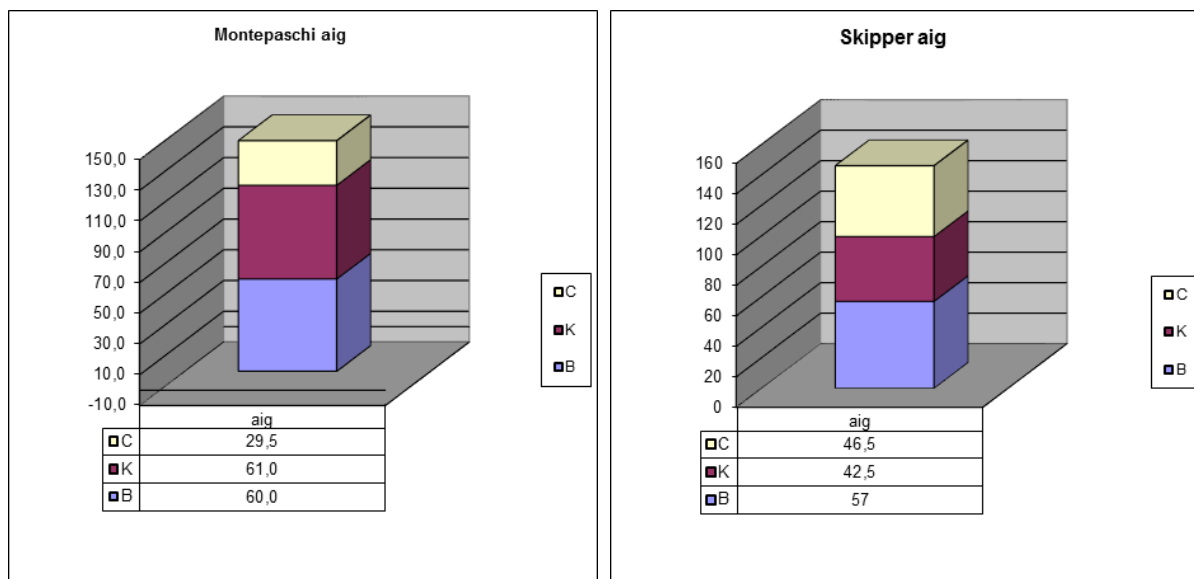 Montepaschi aig
150,0
130,0
110,0
90,0
70,0
50,0
30,0
10,0
-10,0
C
K
B
aig
C 29,5
K 61,0
B 60,0
Skipper aig
160
140
120
100
80
60
40
20
0
C
K
B
aig
C 46,5
K 42,5
B 57